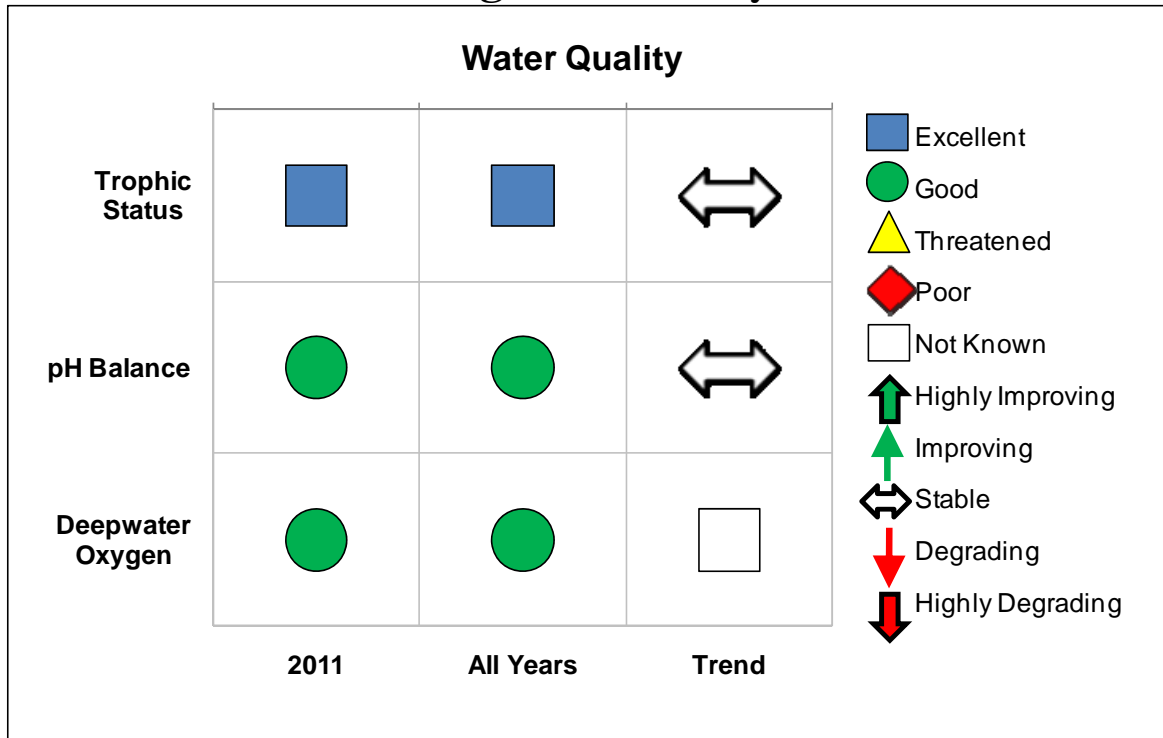 Water Quality
Trophic
Status
pH Balance
Deepwater
Oxygen
2011
All Years
Trend
Excellent
Good
Threatened
Poor
Not Known
Highly Improving
Improving
Stable
Degrading
Highly Degrading